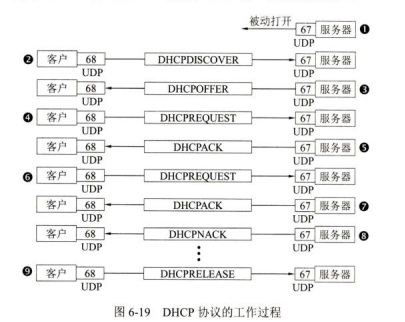 被动打开
67 服务器 ❶
UDP
❷ 客户 68 DHCPDISCOVER 67 服务器
UDP UDP
客户 68 DHCPOFFER 67 服务器 ❸
UDP UDP
❹ 客户 68 DHCPREQUEST 67 服务器
UDP UDP
客户 68 DHCPACK 67 服务器 ❺
UDP UDP
❻ 客户 68 DHCPREQUEST 67 服务器
UDP UDP
客户 68 DHCPACK 67 服务器 ❼
UDP UDP
客户 68 DHCPNACK 67 服务器 ❽
UDP UDP
❾ 客户 68 DHCPRELEASE 67 服务器
UDP UDP
图 6-19 DHCP 协议的工作过程